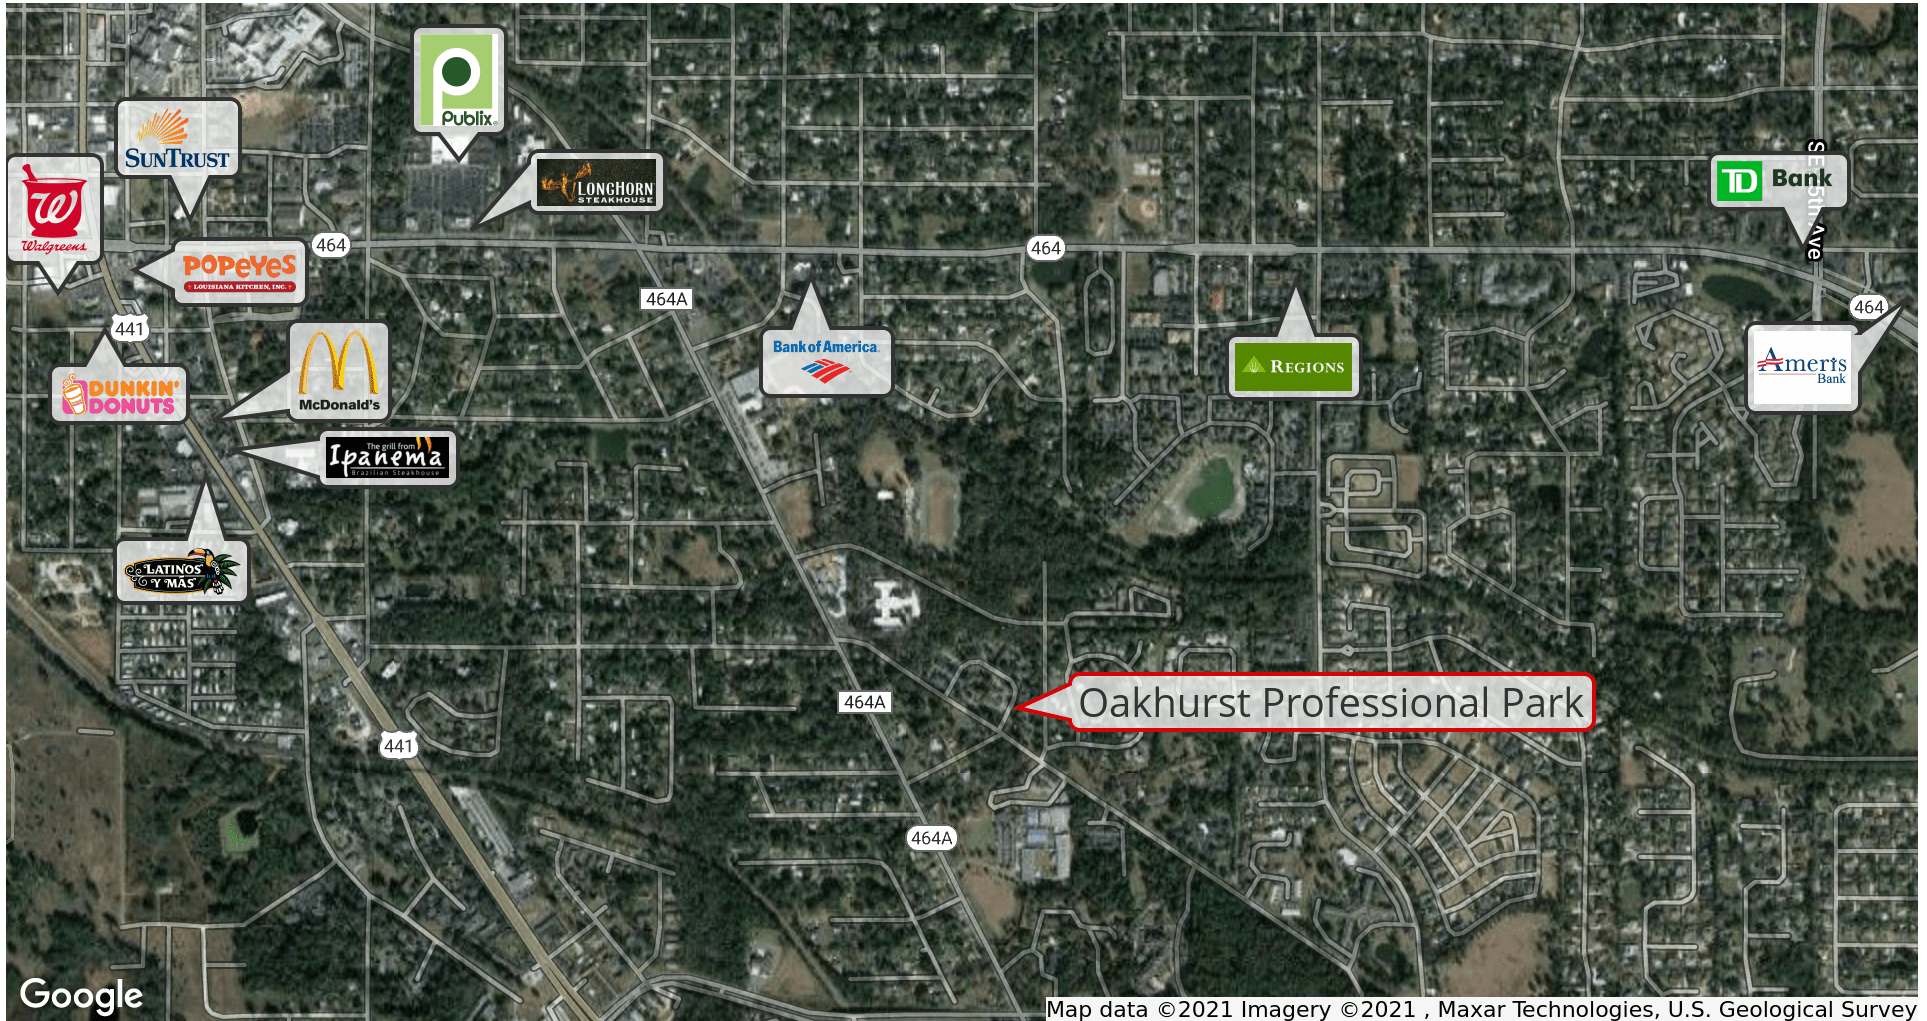 Publix
SUNTRUST
SE
5th Ave
LONGHORN
STEAKHOUSE
TD Bank
Walgreens
464
464
POPEYES
LOUISIANA KITCHEN, INC.
464A
464
441
Bank of America
McDonald's
REGIONS
Ameris
Bank
DUNKIN'
DONUTS
The grill from
Ipanema
Brazilian Steakhouse
LATINOS
Y MÁS
464A
Oakhurst Professional Park
441
464A
Google
Map data ©2021 Imagery ©2021 , Maxar Technologies, U.S. Geological Survey